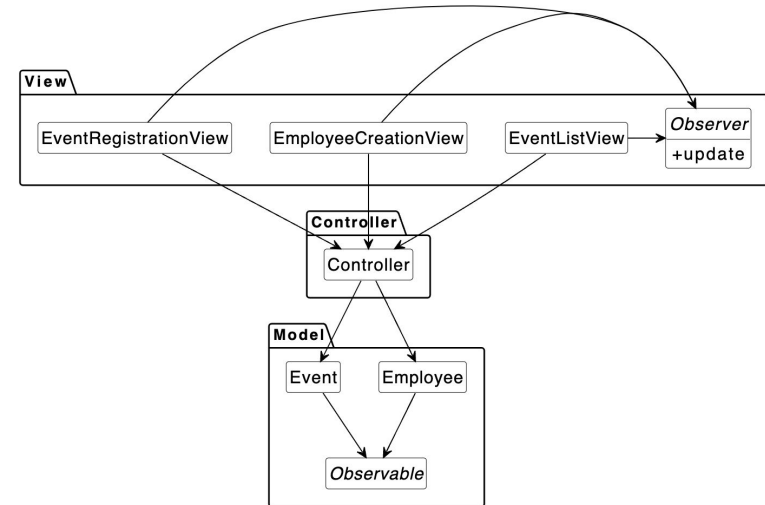 View
EventRegistrationView
EmployeeCreationView
EventListView
Observer
+update
Controller
Controller
Model
Event
Employee
Observable